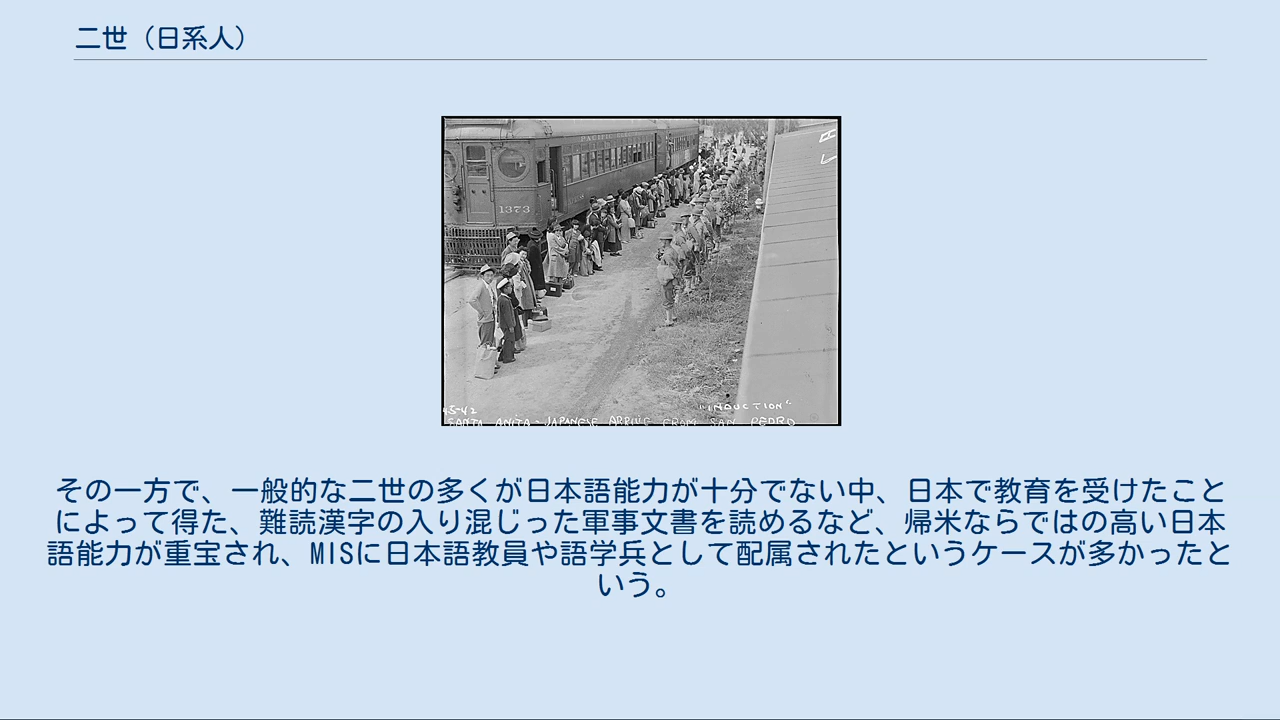 二世（日系人）
PACIFIC
1373
"INDUCTION"
SANTA ANITA - JAPANESE ARRIVE FROM SAN PEDRO
その一方で、一般的な二世の多くが日本語能力が十分でない中、日本で教育を受けたこと
によって得た、難読漢字の入り混じった軍事文書を読めるなど、帰米ならではの高い日本
語能力が重宝され、MISに日本語教員や語学兵として配属されたというケースが多かったと
いう。